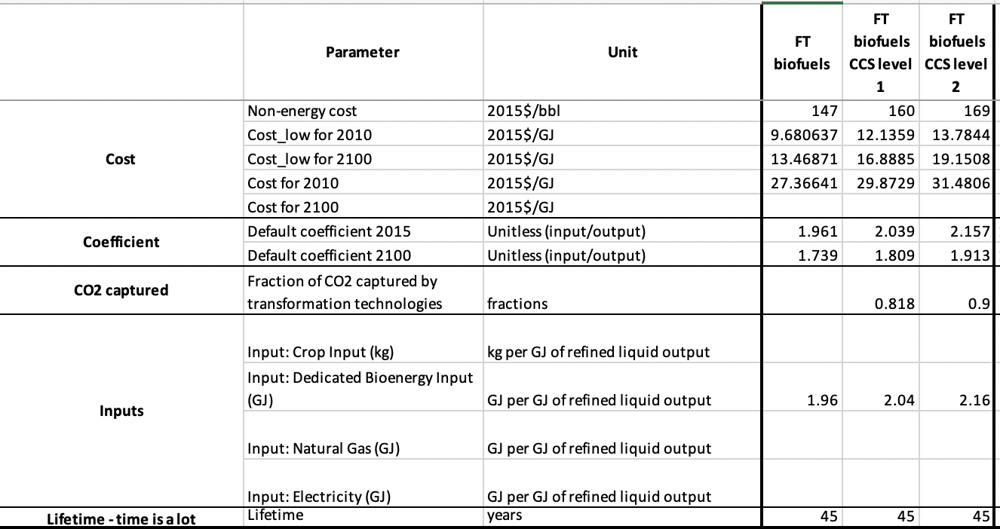 Parameter Unit FT biofuels FT biofuels CCS level 1 FT biofuels CCS level 2
Cost
Non-energy cost 2015$/bbl 147 160 169
Cost_low for 2010 2015$/GJ 9.680637 12.1359 13.7844
Cost_low for 2100 2015$/GJ 13.46871 16.8885 19.1508
Cost for 2010 2015$/GJ 27.36641 29.8729 31.4806
Cost for 2100 2015$/GJ
Coefficient
Default coefficient 2015 Unitless (input/output) 1.961 2.039 2.157
Default coefficient 2100 Unitless (input/output) 1.739 1.809 1.913
CO2 captured
Fraction of CO2 captured by
transformation technologies fractions 0.818 0.9
Inputs
Input: Crop Input (kg) kg per GJ of refined liquid output
Input: Dedicated Bioenergy Input
(GJ) GJ per GJ of refined liquid output 1.96 2.04 2.16
Input: Natural Gas (GJ) GJ per GJ of refined liquid output
Input: Electricity (GJ) GJ per GJ of refined liquid output
Lifetime - time is a lot Lifetime years 45 45 45